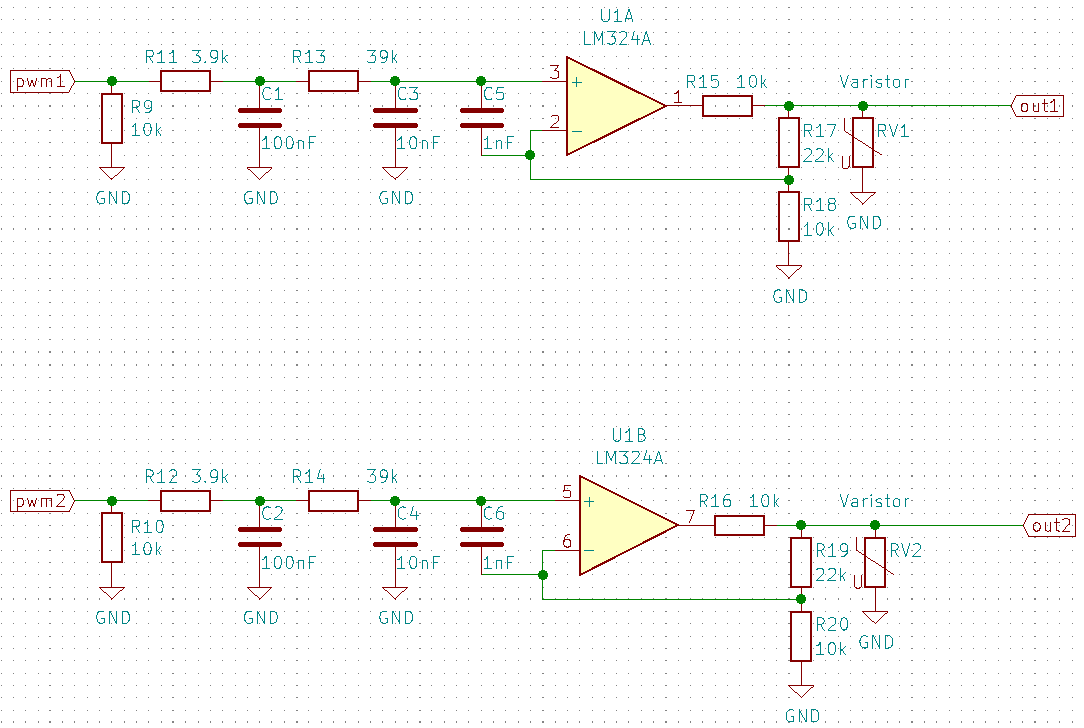 U1A
LM324A
R11 3.9k
R13 39k
3
+
R15 10k
Varistor
pwm1
C1
C3
C5
1
out1
R9
10k
2
−
R17
22k
RV1
100nF
10nF
1nF
U
GND
GND
GND
R18
10k
GND
GND
U1B
LM324A
R12 3.9k
R14 39k
5
+
R16 10k
Varistor
pwm2
C2
C4
C6
7
out2
R10
10k
6
−
R19
22k
RV2
100nF
10nF
1nF
U
GND
GND
GND
R20
10k
GND
GND